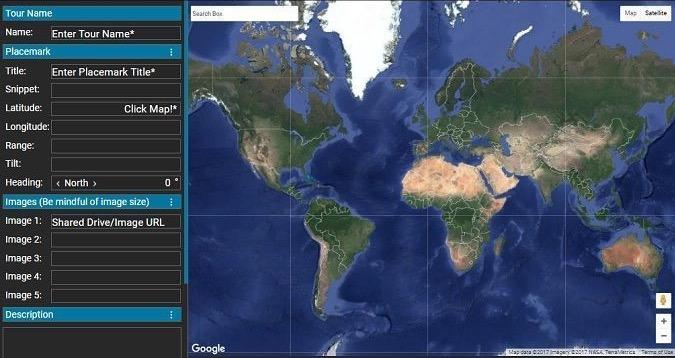 Tour Name
Name: Enter Tour Name*
Placemark
Title: Enter Placemark Title*
Snippet:
Latitude: Click Map!*
Longitude:
Range:
Tilt:
Heading: ‹ North › 0 °
Images (Be mindful of image size)
Image 1: Shared Drive/Image URL
Image 2:
Image 3:
Image 4:
Image 5:
Description
Search Box
Map Satellite
Google
Map data ©2017 Imagery ©2017 NASA, TerraMetrics Terms of Use